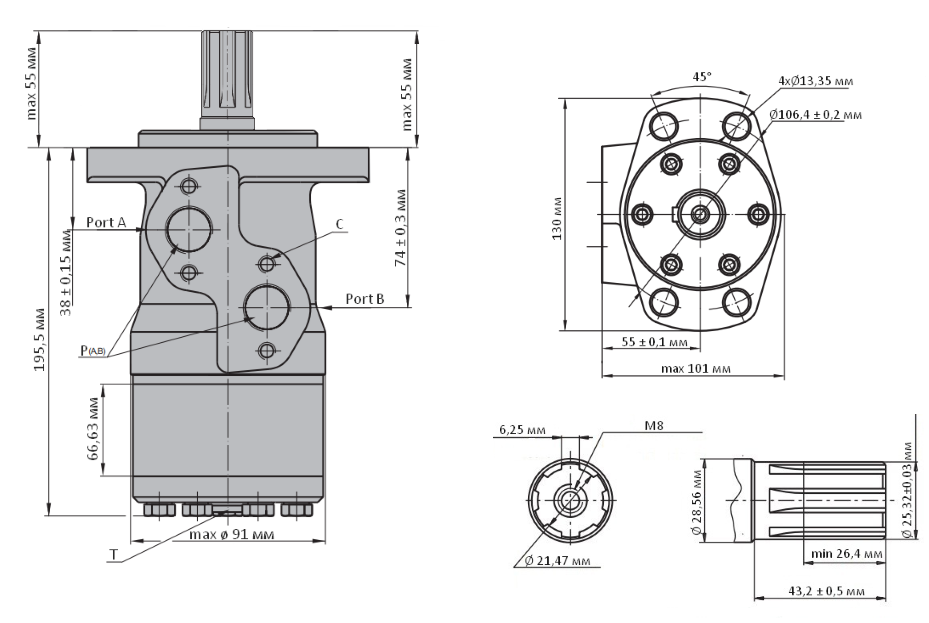 max 55 мм
max 55 мм
Port A
38 ± 0,15 мм
195,5 мм
74 ± 0,3 мм
C
Port B
P(A,B)
66,63 мм
T
max ø 91 мм
45°
4xØ13,35 мм
Ø106,4 ± 0,2 мм
130 мм
55 ± 0,1 мм
max 101 мм
6,25 мм
M8
Ø 21,47 мм
Ø 28,56 мм
Ø 25,32±0,03 мм
min 26,4 мм
43,2 ± 0,5 мм